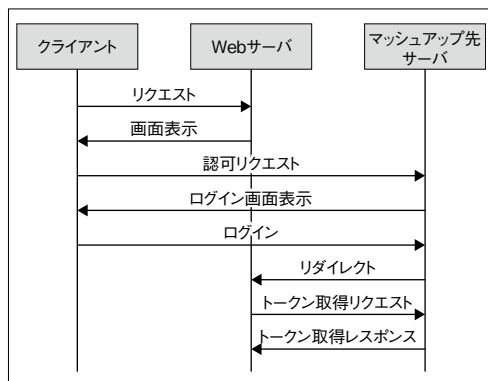 クライアント
Webサーバ
マッシュアップ先
サーバ
リクエスト
画面表示
認可リクエスト
ログイン画面表示
ログイン
リダイレクト
トークン取得リクエスト
トークン取得レスポンス